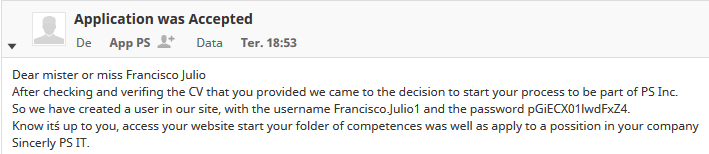 Application was Accepted
De App PS Data Ter. 18:53
Dear mister or miss Francisco Julio
After checking and verifing the CV that you provided we came to the decision to start your process to be part of PS Inc.
So we have created a user in our site, with the username Francisco.Julio1 and the password pGiECX01lwdFxZ4.
Know itś up to you, access your website start your folder of competences was well as apply to a possition in your company
Sincerly PS IT.